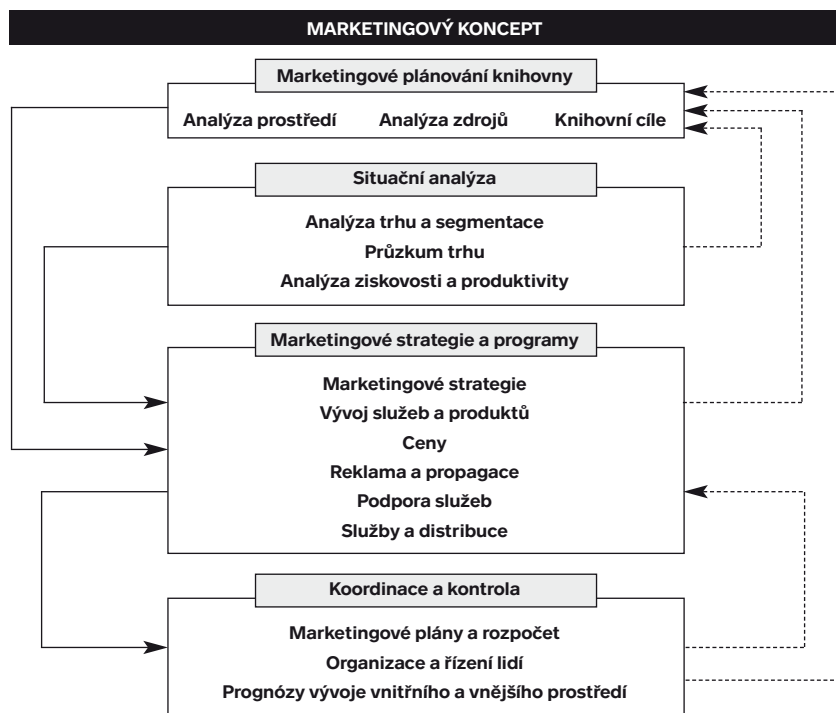 MARKETINGOVÝ KONCEPT
Marketingové plánování knihovny
Analýza prostředí Analýza zdrojů Knihovní cíle
Situační analýza
Analýza trhu a segmentace
Průzkum trhu
Analýza ziskovosti a produktivity
Marketingové strategie a programy
Marketingové strategie
Vývoj služeb a produktů
Ceny
Reklama a propagace
Podpora služeb
Služby a distribuce
Koordinace a kontrola
Marketingové plány a rozpočet
Organizace a řízení lidí
Prognózy vývoje vnitřního a vnějšího prostředí